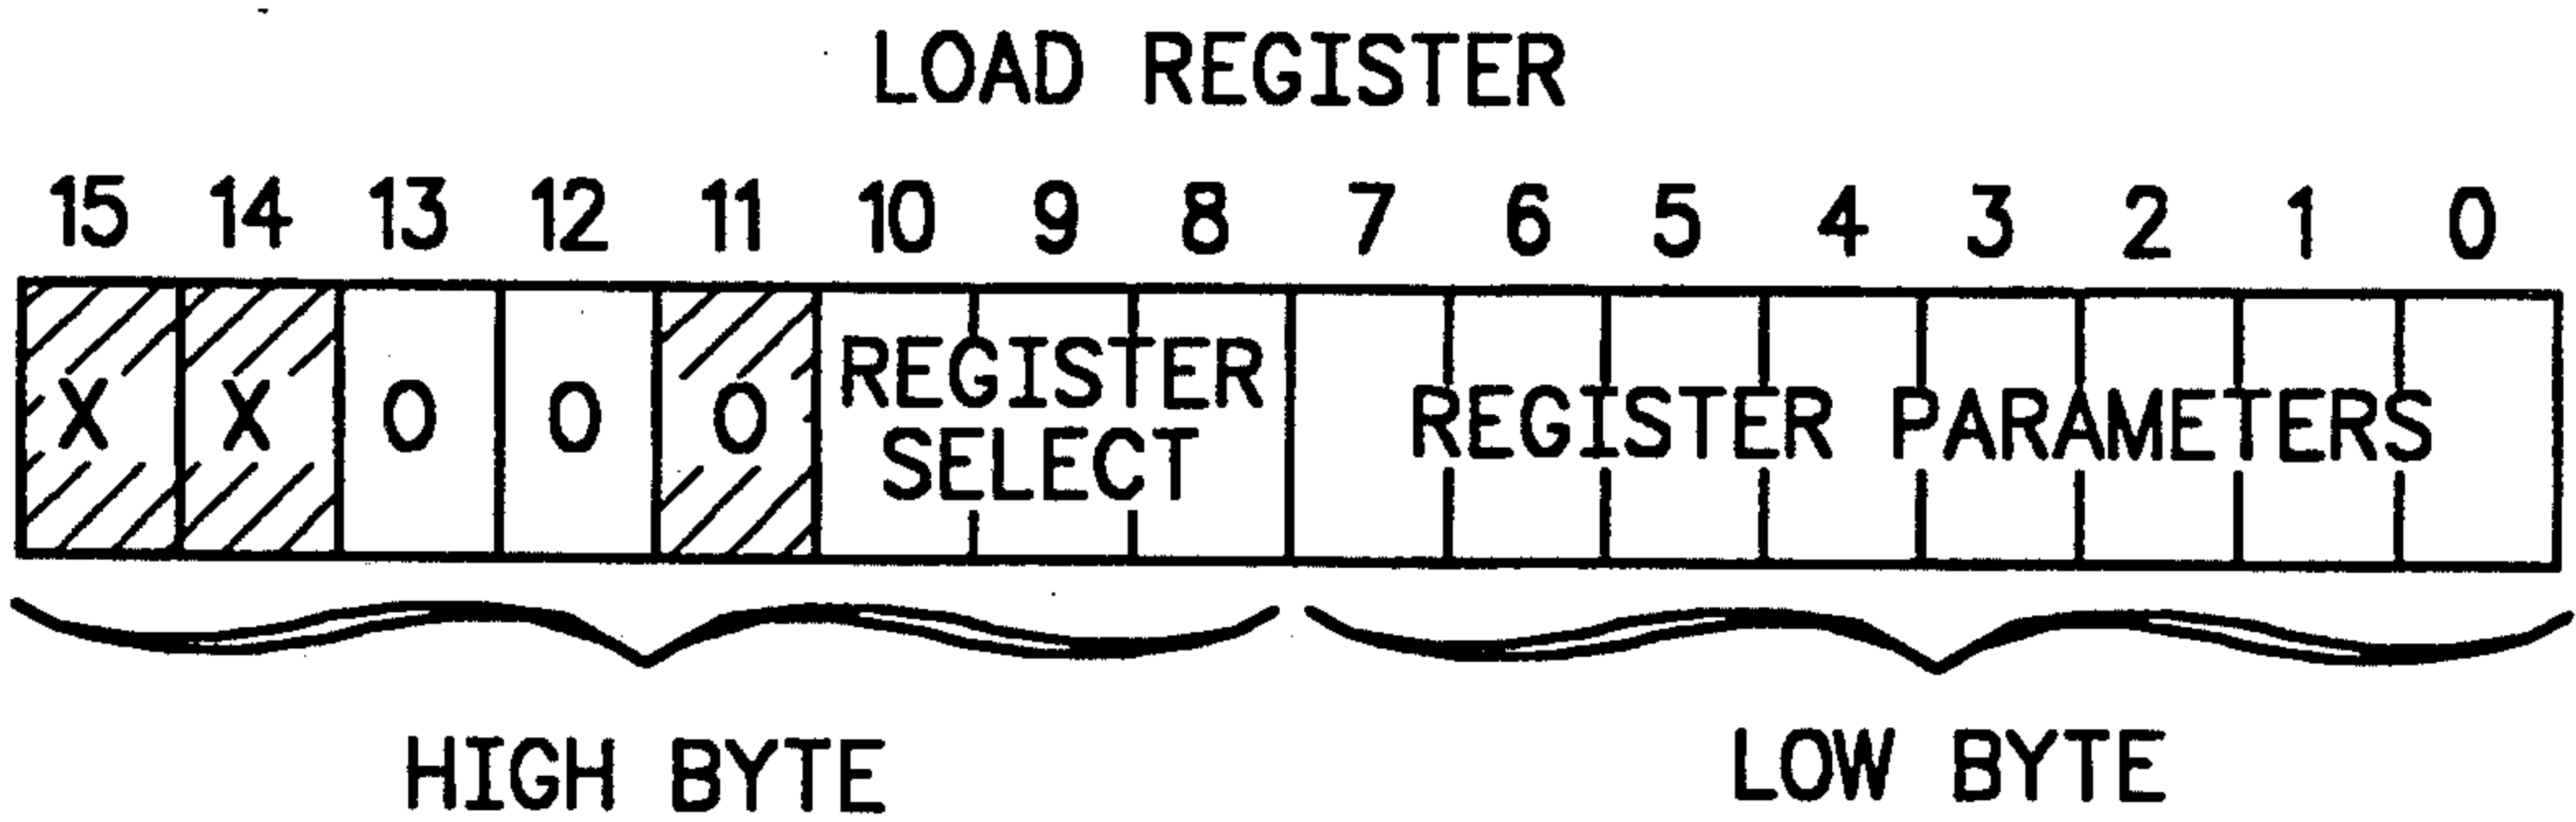 LOAD REGISTER
15 14 13 12 11 10 9 8 7 6 5 4 3 2 1 0
X X 0 0 0 REGISTER SELECT REGISTER PARAMETERS
HIGH BYTE LOW BYTE